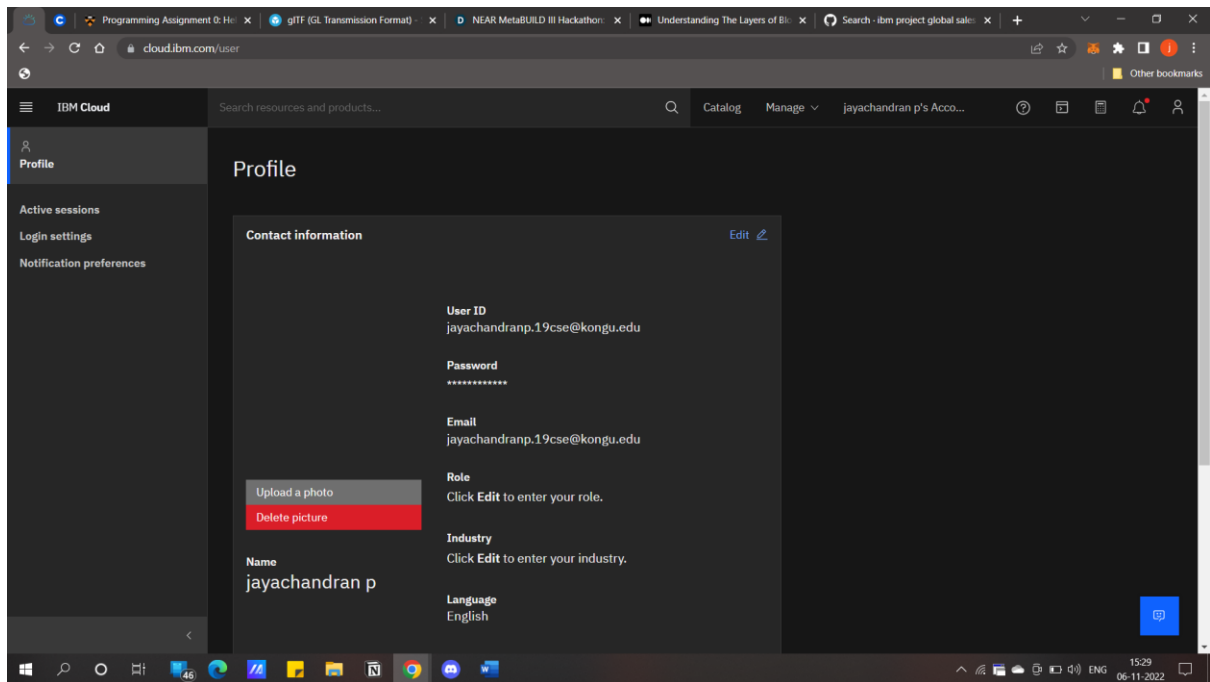 Programming Assignment 0: Hel
glTF (GL Transmission Format) -
NEAR MetaBUILD III Hackathon:
Understanding The Layers of Blo
Search · ibm project global sales
cloud.ibm.com/user
Other bookmarks
IBM Cloud
Search resources and products...
Catalog
Manage
jayachandran p's Acco...
Profile
Active sessions
Login settings
Notification preferences
Profile
Contact information
Edit
User ID
jayachandranp.19cse@kongu.edu
Password
************
Email
jayachandranp.19cse@kongu.edu
Role
Click Edit to enter your role.
Upload a photo
Delete picture
Industry
Click Edit to enter your industry.
Name
jayachandran p
Language
English
46
ENG
15:29
06-11-2022